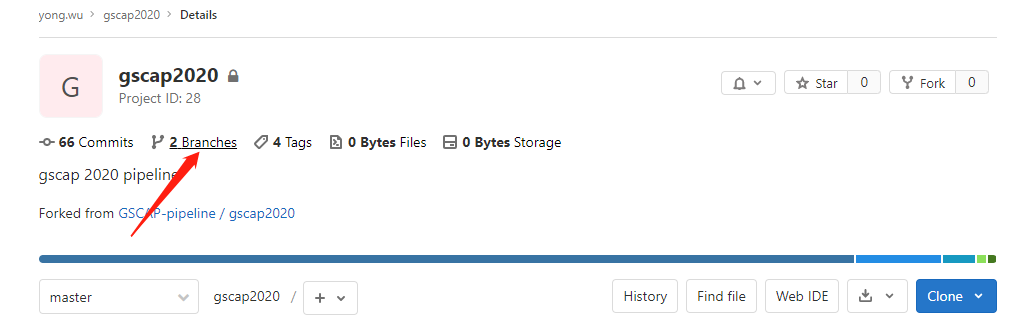 yong.wu > gscap2020 > Details
G
gscap2020
Project ID: 28
Star 0 Fork 0
66 Commits 2 Branches 4 Tags 0 Bytes Files 0 Bytes Storage
gscap 2020 pipeline
Forked from GSCAP-pipeline / gscap2020
master gscap2020 / + History Find file Web IDE Clone